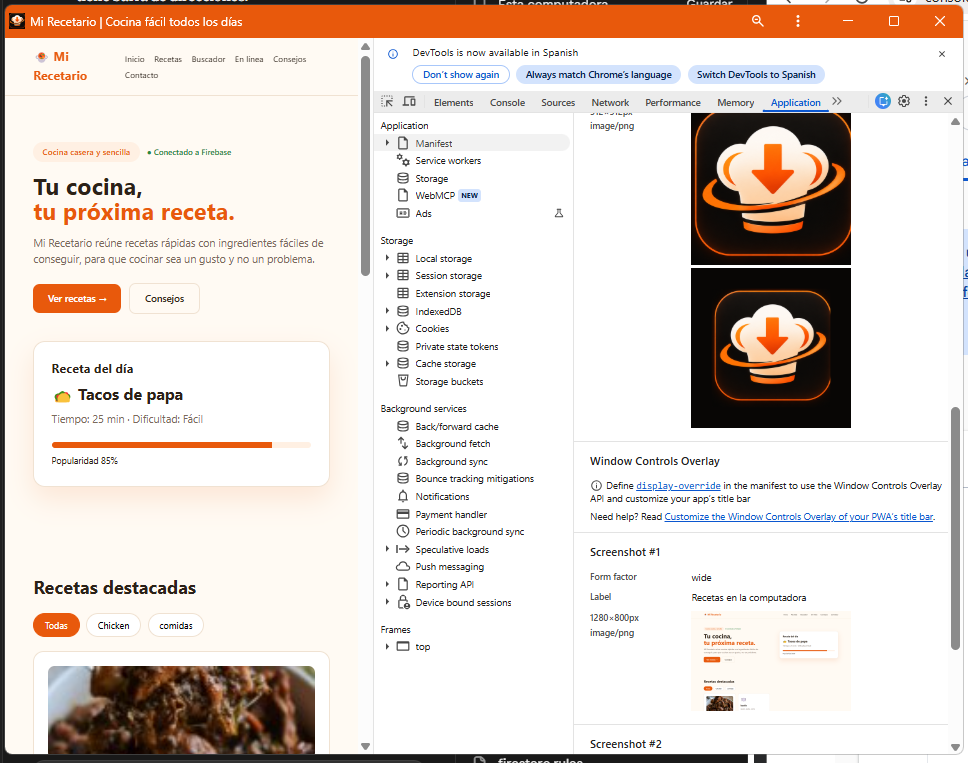 Mi Recetario | Cocina fácil todos los días
Mi
Recetario
Inicio Recetas Buscador En línea Consejos
Contacto
Cocina casera y sencilla
● Conectado a Firebase
Tu cocina,
tu próxima receta.
Mi Recetario reúne recetas rápidas con ingredientes fáciles de
conseguir, para que cocinar sea un gusto y no un problema.
Ver recetas →
Consejos
Receta del día
Tacos de papa
Tiempo: 25 min · Dificultad: Fácil
Popularidad 85%
Recetas destacadas
Todas
Chicken
comidas
DevTools is now available in Spanish
Don't show again
Always match Chrome's language
Switch DevTools to Spanish
Elements Console Sources Network Performance Memory Application
Application
Manifest
Service workers
Storage
WebMCP NEW
Ads
Storage
Local storage
Session storage
Extension storage
IndexedDB
Cookies
Private state tokens
Cache storage
Storage buckets
Background services
Back/forward cache
Background fetch
Background sync
Bounce tracking mitigations
Notifications
Payment handler
Periodic background sync
Speculative loads
Push messaging
Reporting API
Device bound sessions
Frames
top
image/png
Window Controls Overlay
Define display-override in the manifest to use the Window Controls Overlay
API and customize your app's title bar
Need help? Read Customize the Window Controls Overlay of your PWA's title bar.
Screenshot #1
Form factor
wide
Label
Recetas en la computadora
1280×800px
image/png
Tu cocina,
tu próxima receta.
Recetas destacadas
Screenshot #2